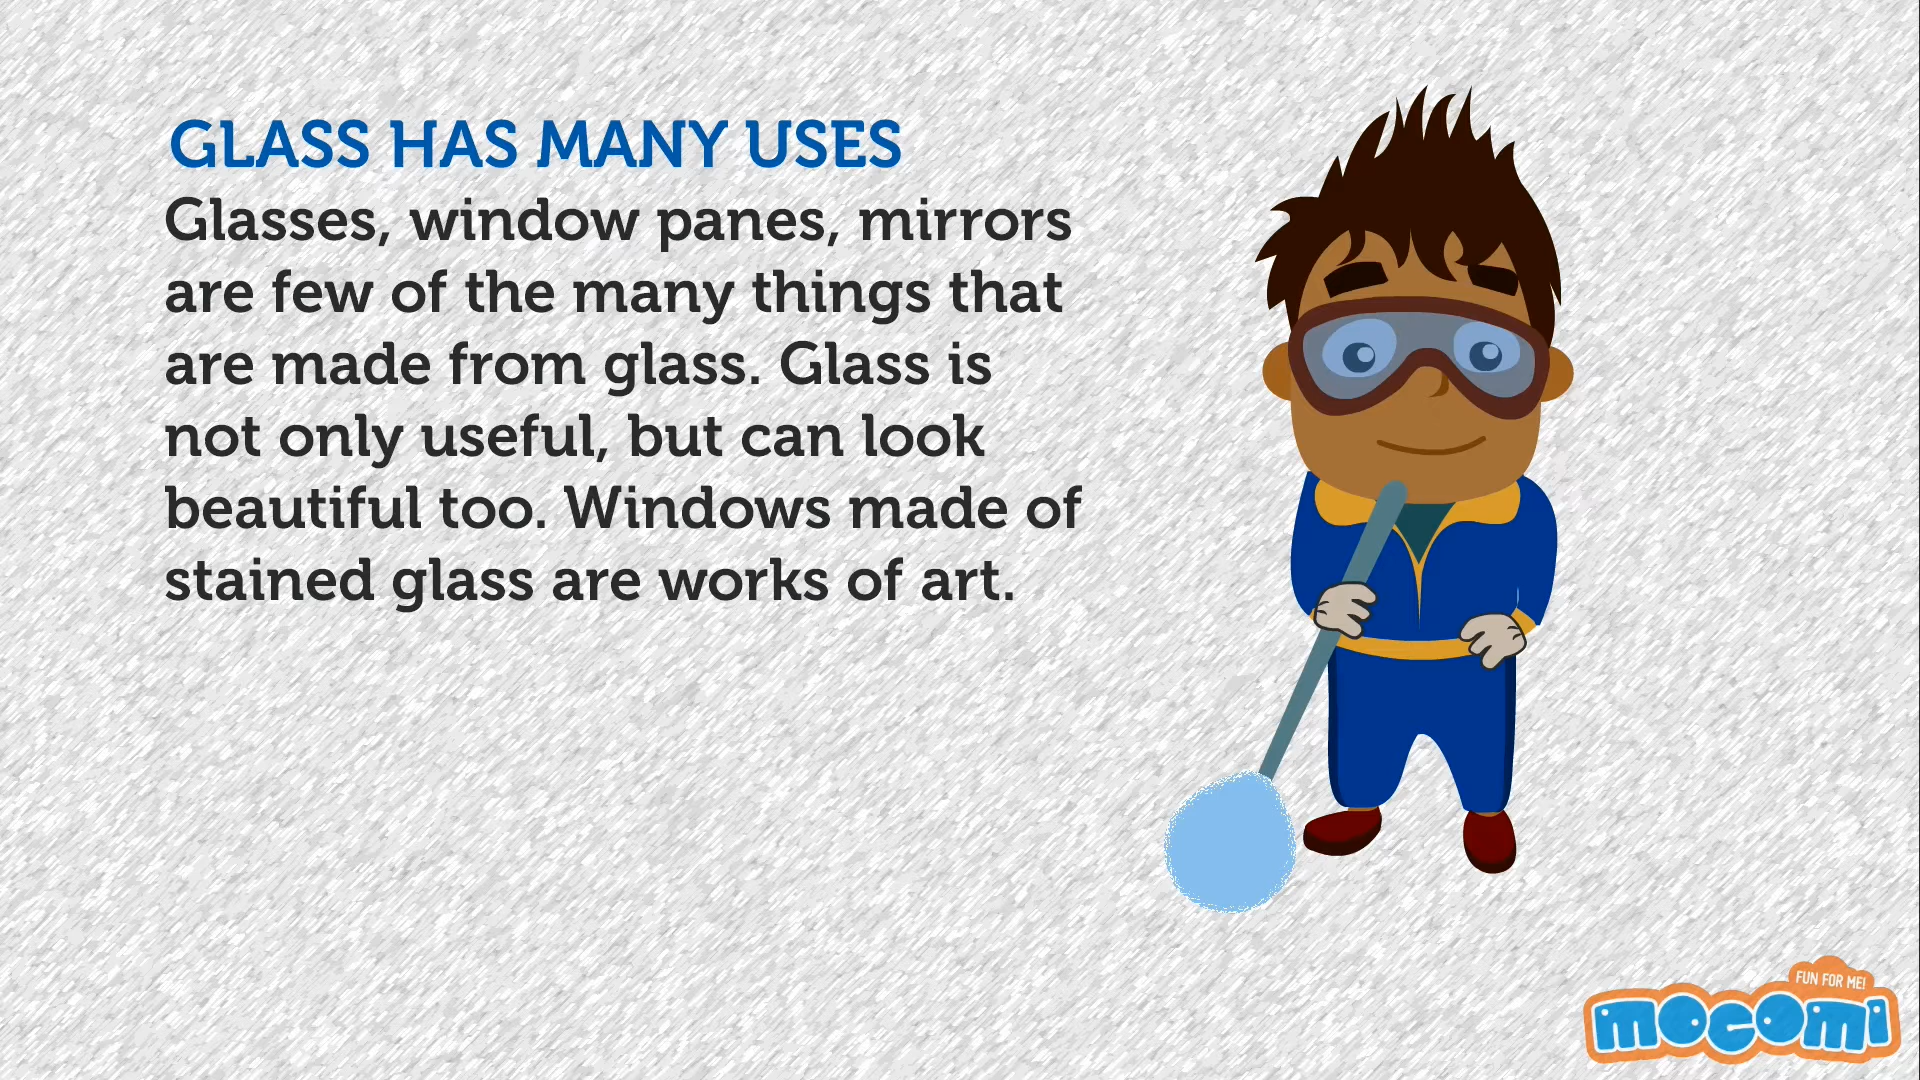 GLASS HAS MANY USES
Glasses, window panes, mirrors
are few of the many things that
are made from glass. Glass is
not only useful, but can look
beautiful too. Windows made of
stained glass are works of art.
FUN FOR ME!
mocomi